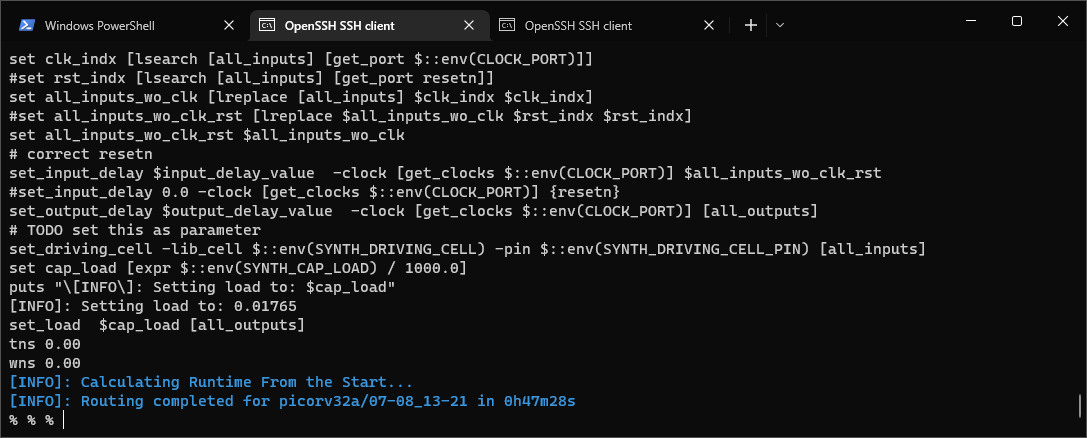 Windows PowerShell
OpenSSH SSH client
OpenSSH SSH client
set clk_indx [lsearch [all_inputs] [get_port $::env(CLOCK_PORT)]]
#set rst_indx [lsearch [all_inputs] [get_port resetn]]
set all_inputs_wo_clk [lreplace [all_inputs] $clk_indx $clk_indx]
#set all_inputs_wo_clk_rst [lreplace $all_inputs_wo_clk $rst_indx $rst_indx]
set all_inputs_wo_clk_rst $all_inputs_wo_clk
# correct resetn
set_input_delay $input_delay_value  -clock [get_clocks $::env(CLOCK_PORT)] $all_inputs_wo_clk_rst
#set_input_delay 0.0 -clock [get_clocks $::env(CLOCK_PORT)] {resetn}
set_output_delay $output_delay_value  -clock [get_clocks $::env(CLOCK_PORT)] [all_outputs]
# TODO set this as parameter
set_driving_cell -lib_cell $::env(SYNTH_DRIVING_CELL) -pin $::env(SYNTH_DRIVING_CELL_PIN) [all_inputs]
set cap_load [expr $::env(SYNTH_CAP_LOAD) / 1000.0]
puts "\[INFO\]: Setting load to: $cap_load"
[INFO]: Setting load to: 0.01765
set_load  $cap_load [all_outputs]
tns 0.00
wns 0.00
[INFO]: Calculating Runtime From the Start...
[INFO]: Routing completed for picorv32a/07-08_13-21 in 0h47m28s
% % %